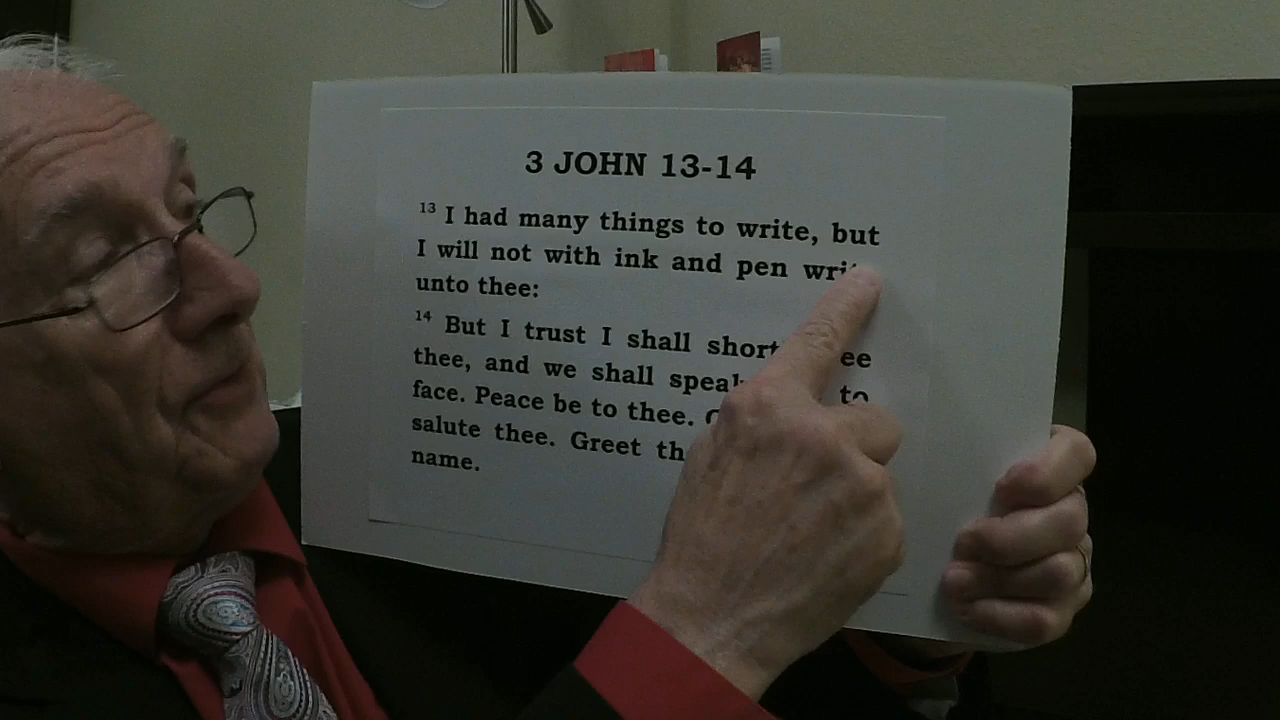 3 JOHN 13-14
13 I had many things to write, but
I will not with ink and pen
unto thee:
14 But I trust I shall
thee, and we shall to
face. Peace be to thee.
salute thee. Greet
name.